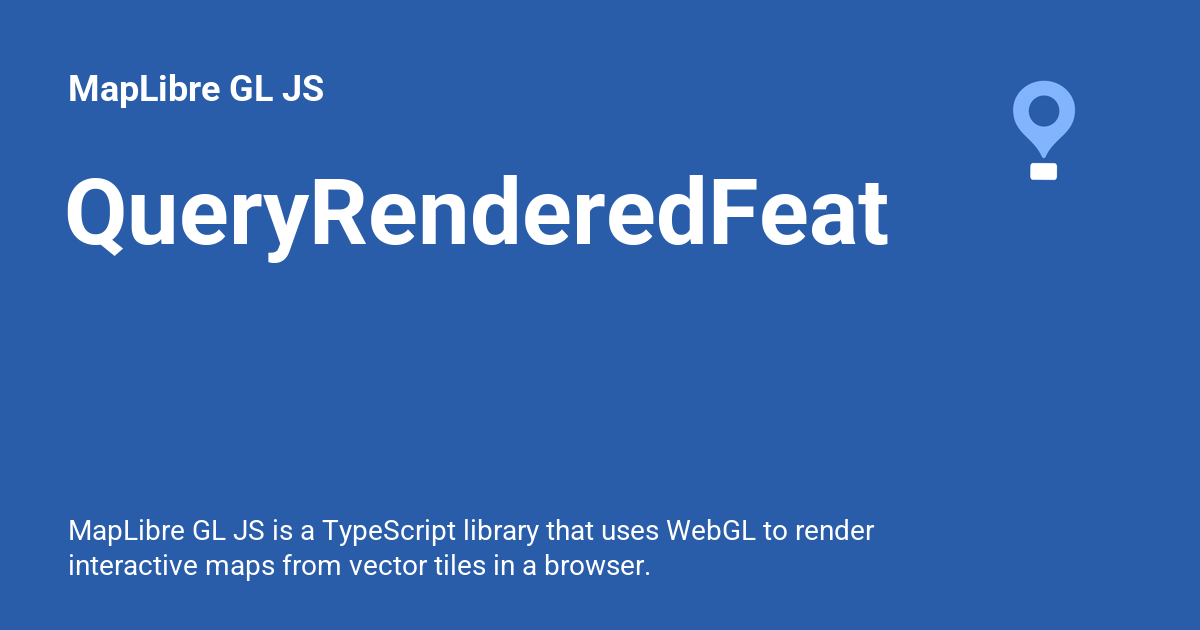 MapLibre GL JS
QueryRenderedFeat
MapLibre GL JS is a TypeScript library that uses WebGL to render
interactive maps from vector tiles in a browser.